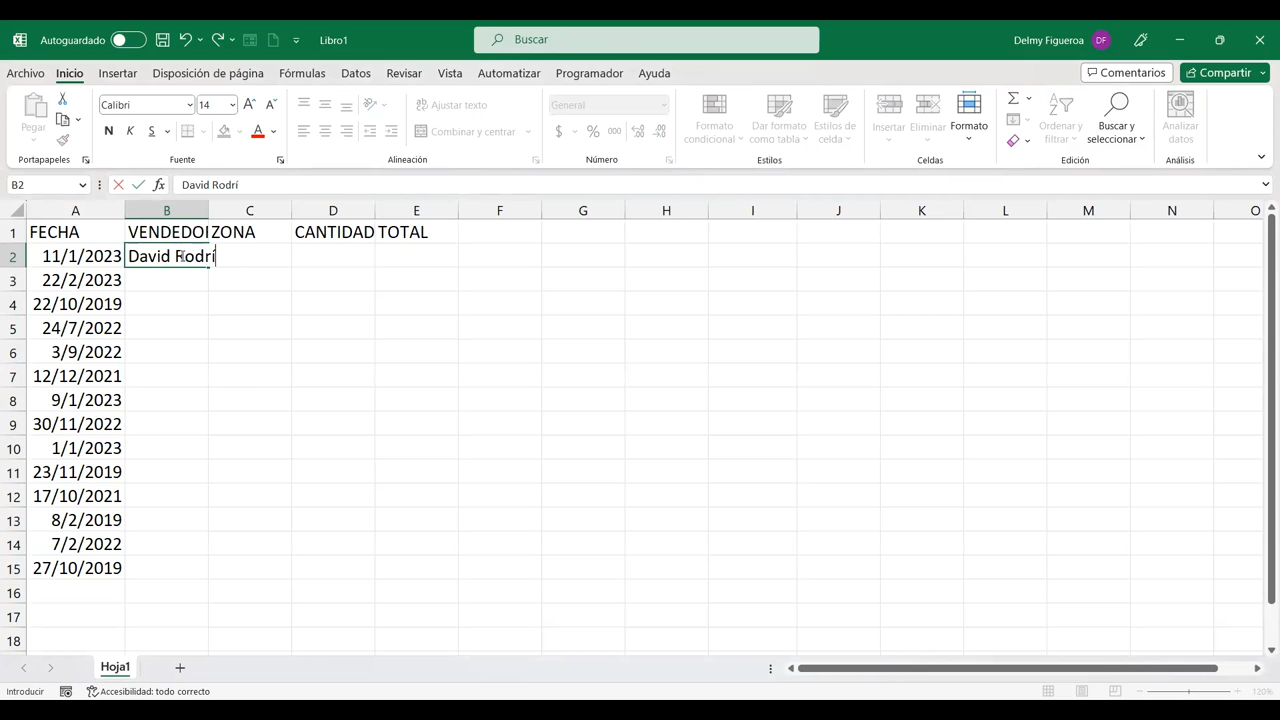 Autoguardado Libro1 Buscar Delmy Figueroa DF
Archivo Inicio Insertar Disposición de página Fórmulas Datos Revisar Vista Automatizar Programador Ayuda Comentarios Compartir
Pegar Calibri 14 N K S A Ajustar texto Combinar y centrar General $ % 000 Formato condicional Dar formato como tabla Estilos de celda Insertar Eliminar Formato Ordenar y filtrar Buscar y seleccionar Analizar datos
Portapapeles Fuente Alineación Número Estilos Celdas Edición Análisis
B2 fx David Rodrí
A B C D E F G H I J K L M N O
1 FECHA VENDEDO ZONA CANTIDAD TOTAL
2 11/1/2023 David Rodrí
3 22/2/2023
4 22/10/2019
5 24/7/2022
6 3/9/2022
7 12/12/2021
8 9/1/2023
9 30/11/2022
10 1/1/2023
11 23/11/2019
12 17/10/2021
13 8/2/2019
14 7/2/2022
15 27/10/2019
16
17
18
Hoja1
Introducir Accesibilidad: todo correcto 120%